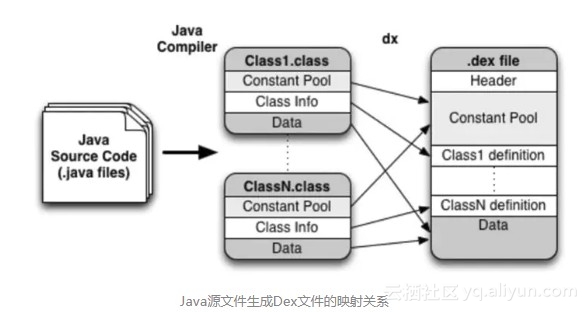 Java
Compiler
dx
Java
Source Code
(.java files)
Class1.class
Constant Pool
Class Info
Data
ClassN.class
Constant Pool
Class Info
Data
.dex file
Header
Constant Pool
Class1 definition
ClassN definition
Data
云栖社区 yq.aliyun.com
Java源文件生成Dex文件的映射关系